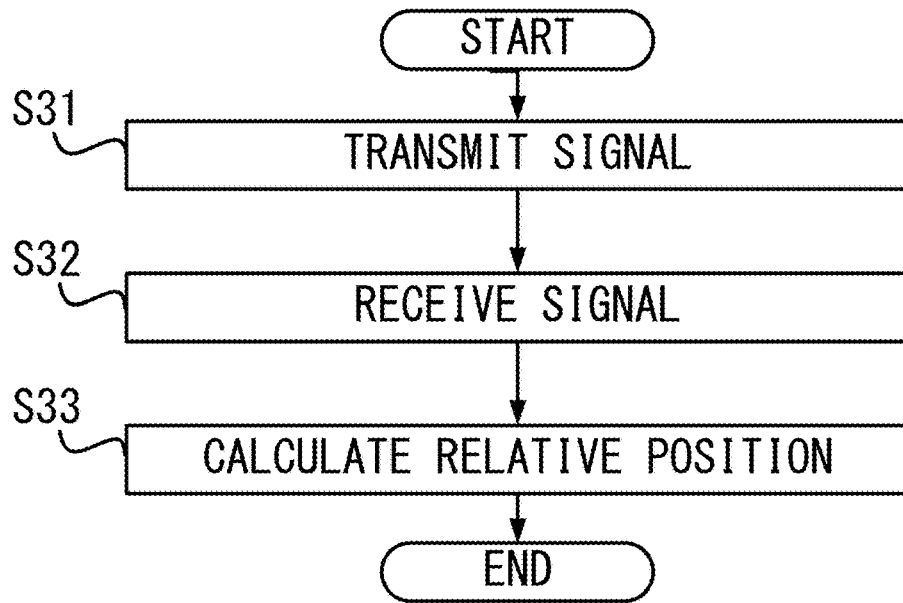 START
S31
TRANSMIT SIGNAL
S32
RECEIVE SIGNAL
S33
CALCULATE RELATIVE POSITION
END